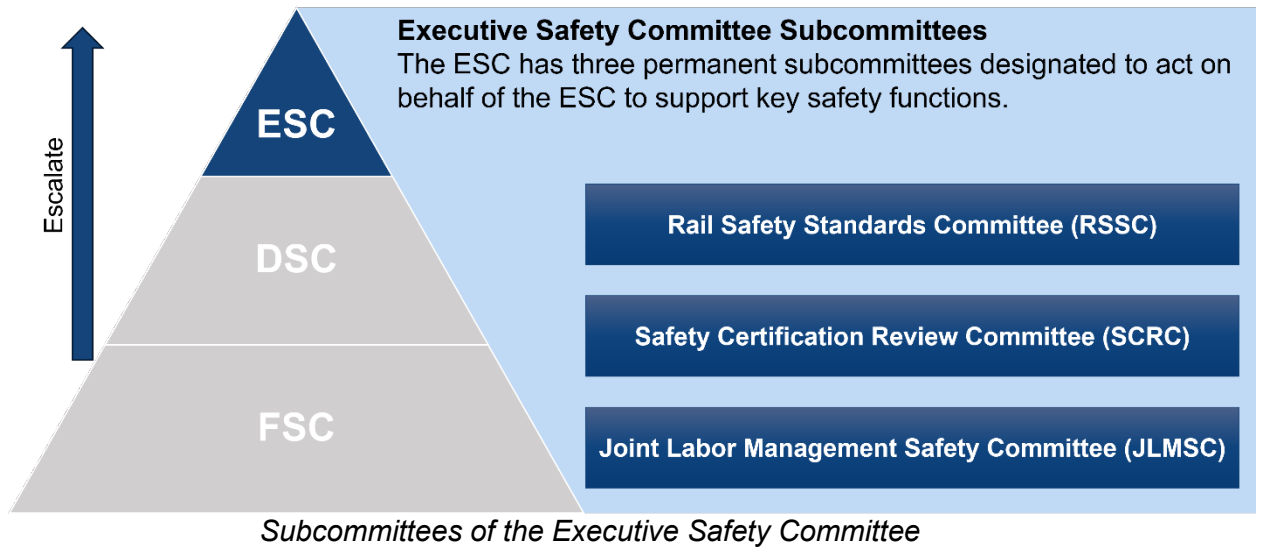 Executive Safety Committee Subcommittees
The ESC has three permanent subcommittees designated to act on
behalf of the ESC to support key safety functions.
Escalate
ESC
DSC
FSC
Rail Safety Standards Committee (RSSC)
Safety Certification Review Committee (SCRC)
Joint Labor Management Safety Committee (JLMSC)
Subcommittees of the Executive Safety Committee